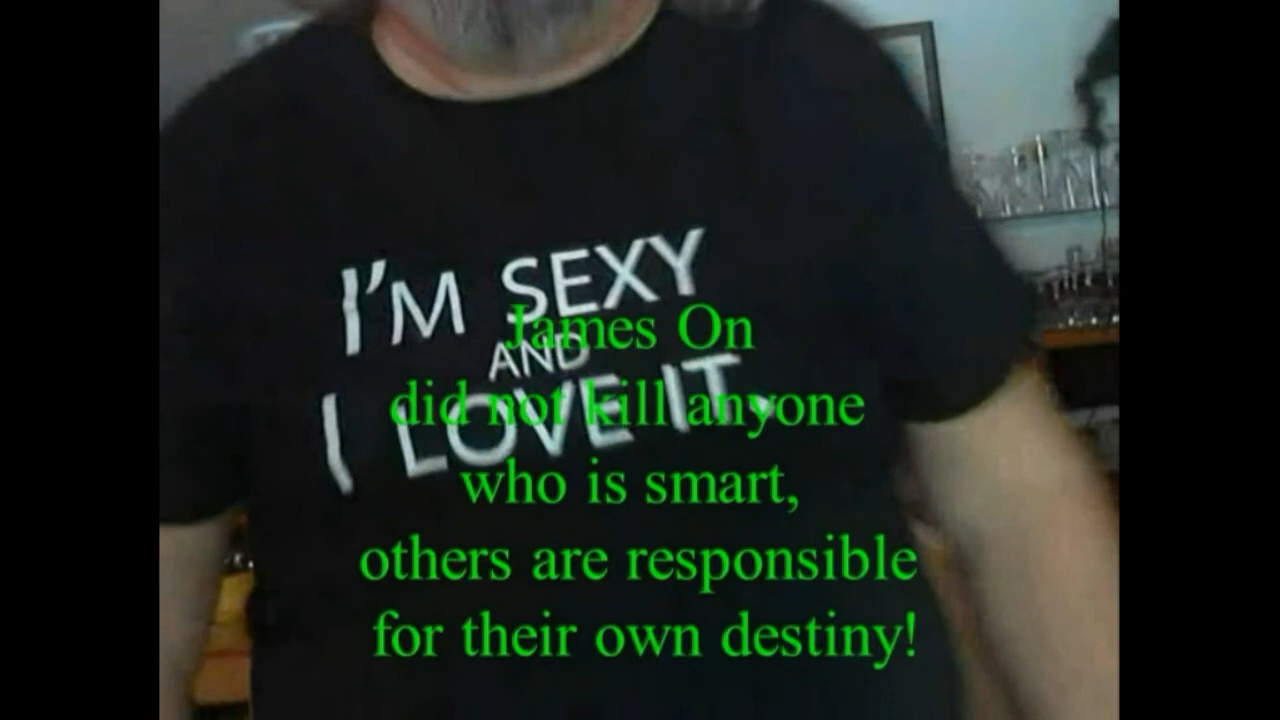 I'M SEXY
AND
I LOVE IT.
James On
did not kill anyone
who is smart,
others are responsible
for their own destiny!